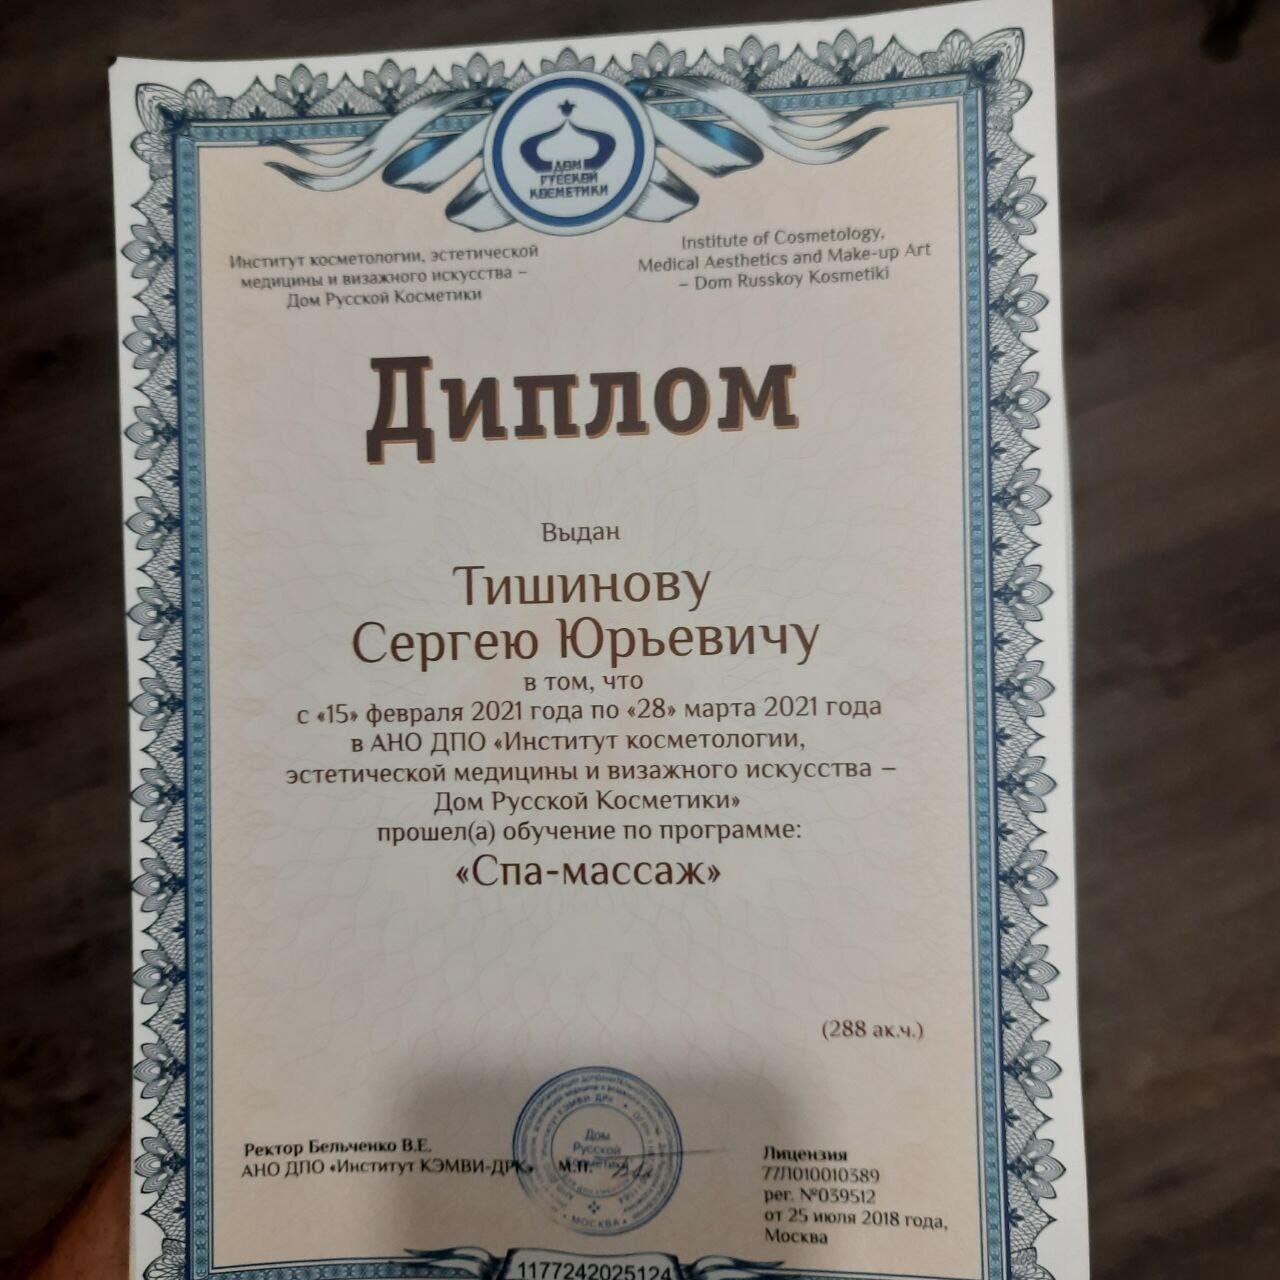 ДОМ
РУССКОЙ
КОСМЕТИКИ
Институт косметологии, эстетической
медицины и визажного искусства –
Дом Русской Косметики
Institute of Cosmetology,
Medical Aesthetics and Make-up Art
– Dom Russkoy Kosmetiki
Диплом
Выдан
Тишинову
Сергею Юрьевичу
в том, что
с «15» февраля 2021 года по «28» марта 2021 года
в АНО ДПО «Институт косметологии,
эстетической медицины и визажного искусства –
Дом Русской Косметики»
прошел(а) обучение по программе:
«Спа-массаж»
(288 ак.ч.)
Ректор Бельченко В.Е.
АНО ДПО «Институт КЭМВИ-ДРК»
м.п.
Дом
Русской
Косметики
МОСКВА
Лицензия
77Л010010389
рег. №039512
от 25 июля 2018 года,
Москва
1177242025124